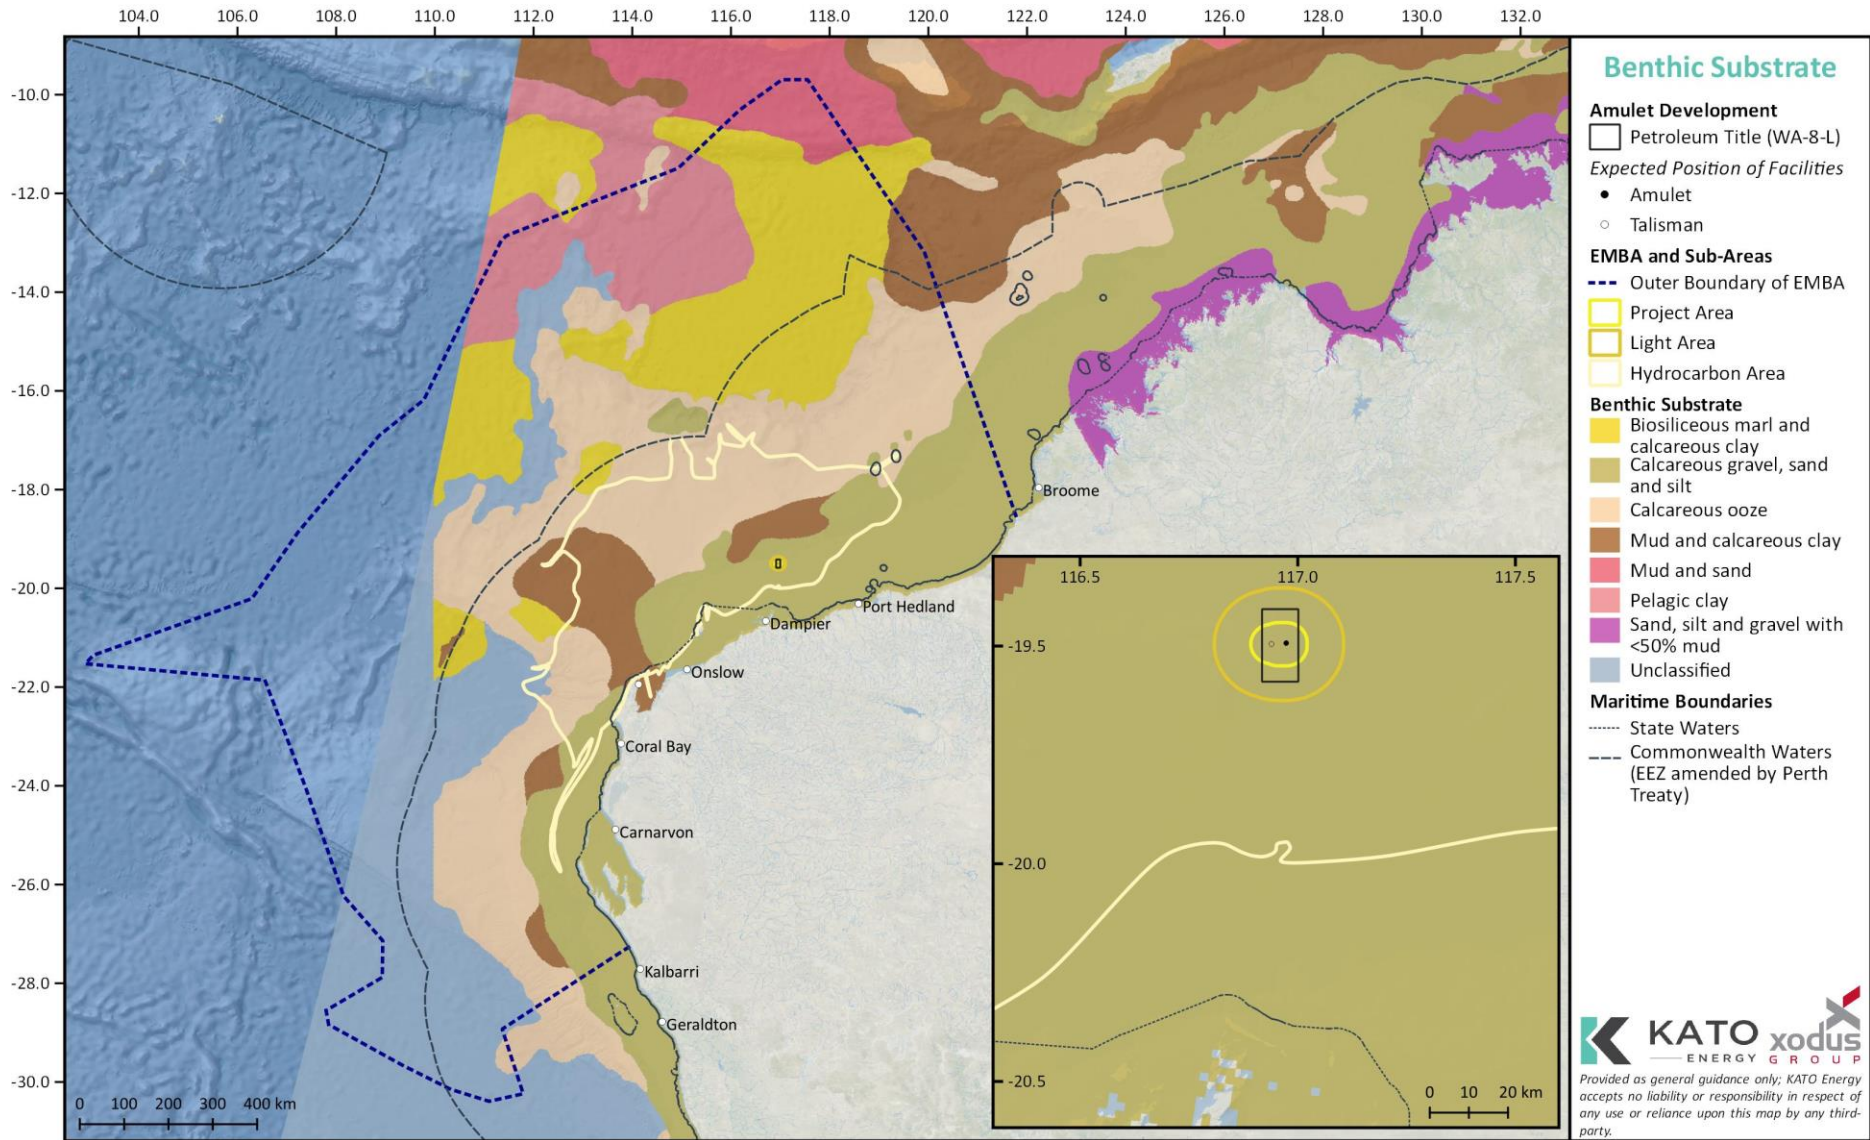 104.0 106.0 108.0 110.0 112.0 114.0 116.0 118.0 120.0 122.0 124.0 126.0 128.0 130.0 132.0
-10.0
-12.0
-14.0
-16.0
-18.0
-20.0
-22.0
-24.0
-26.0
-28.0
-30.0
Broome
Port Hedland
Dampier
Onslow
Coral Bay
Carnarvon
Kalbarri
Geraldton
0 100 200 300 400 km
116.5 117.0 117.5
-19.5
-20.0
-20.5
0 10 20 km
Benthic Substrate
Amulet Development
Petroleum Title (WA-8-L)
Expected Position of Facilities
Amulet
Talisman
EMBA and Sub-Areas
Outer Boundary of EMBA
Project Area
Light Area
Hydrocarbon Area
Benthic Substrate
Biosiliceous marl and
calcareous clay
Calcareous gravel, sand
and silt
Calcareous ooze
Mud and calcareous clay
Mud and sand
Pelagic clay
Sand, silt and gravel with
<50% mud
Unclassified
Maritime Boundaries
State Waters
Commonwealth Waters
(EEZ amended by Perth
Treaty)
KATO
ENERGY
xodus
GROUP
Provided as general guidance only; KATO Energy
accepts no liability or responsibility in respect of
any use or reliance upon this map by any third-
party.